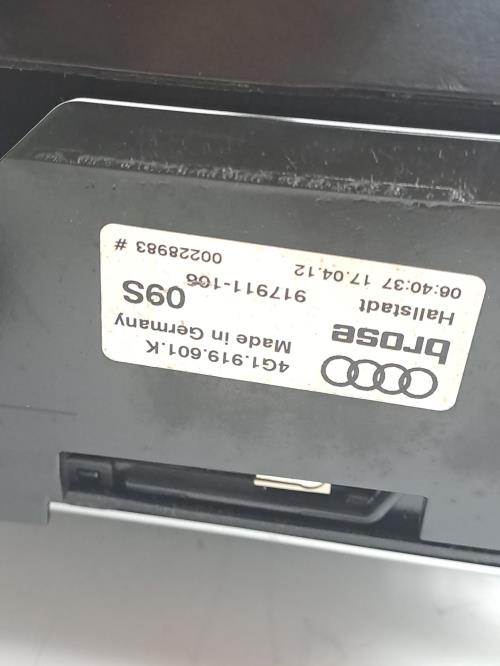 4G1.919.601.K
brose Made in Germany
Hallstadt 09S
917911-106
06:40:37 17.04.12 # 00228983